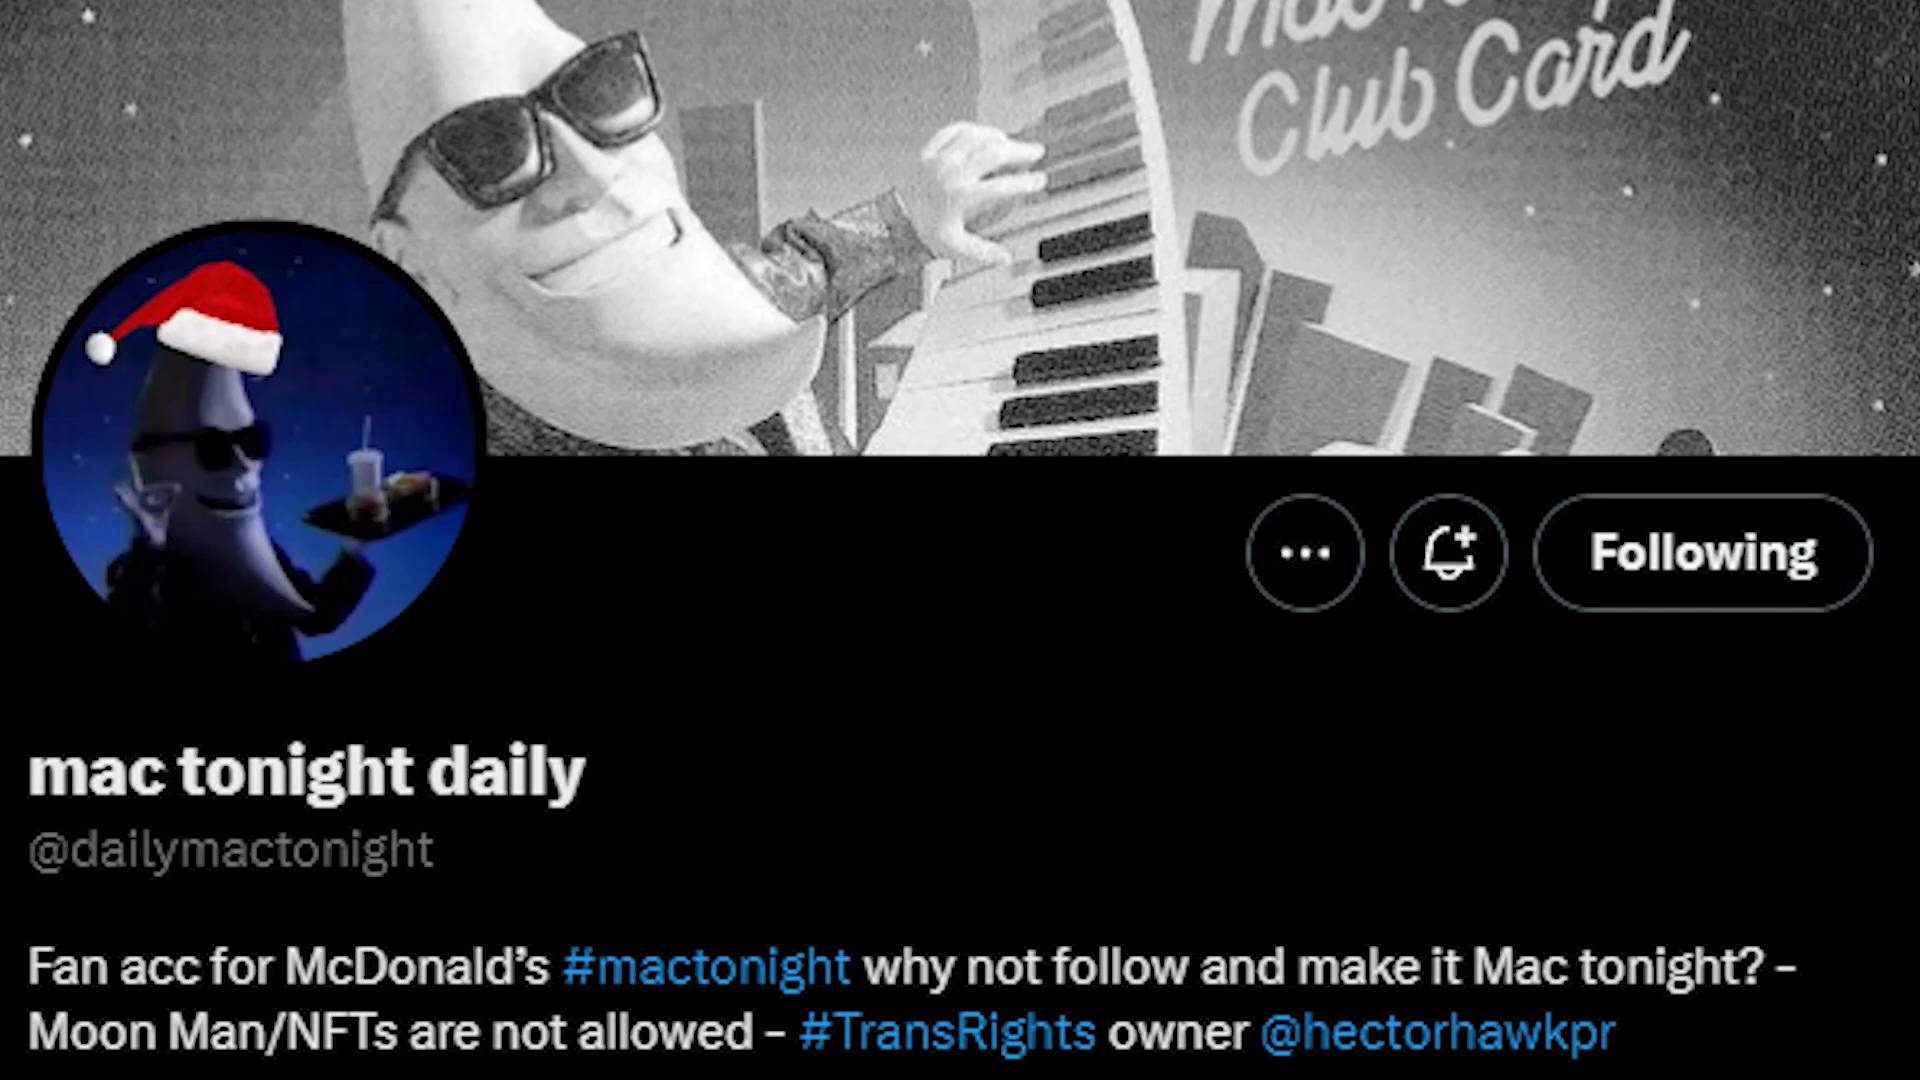 Club Card
Following
mac tonight daily
@dailymactonight
Fan acc for McDonald’s #mactonight why not follow and make it Mac tonight? –
Moon Man/NFTs are not allowed – #TransRights owner @hectorhawkpr